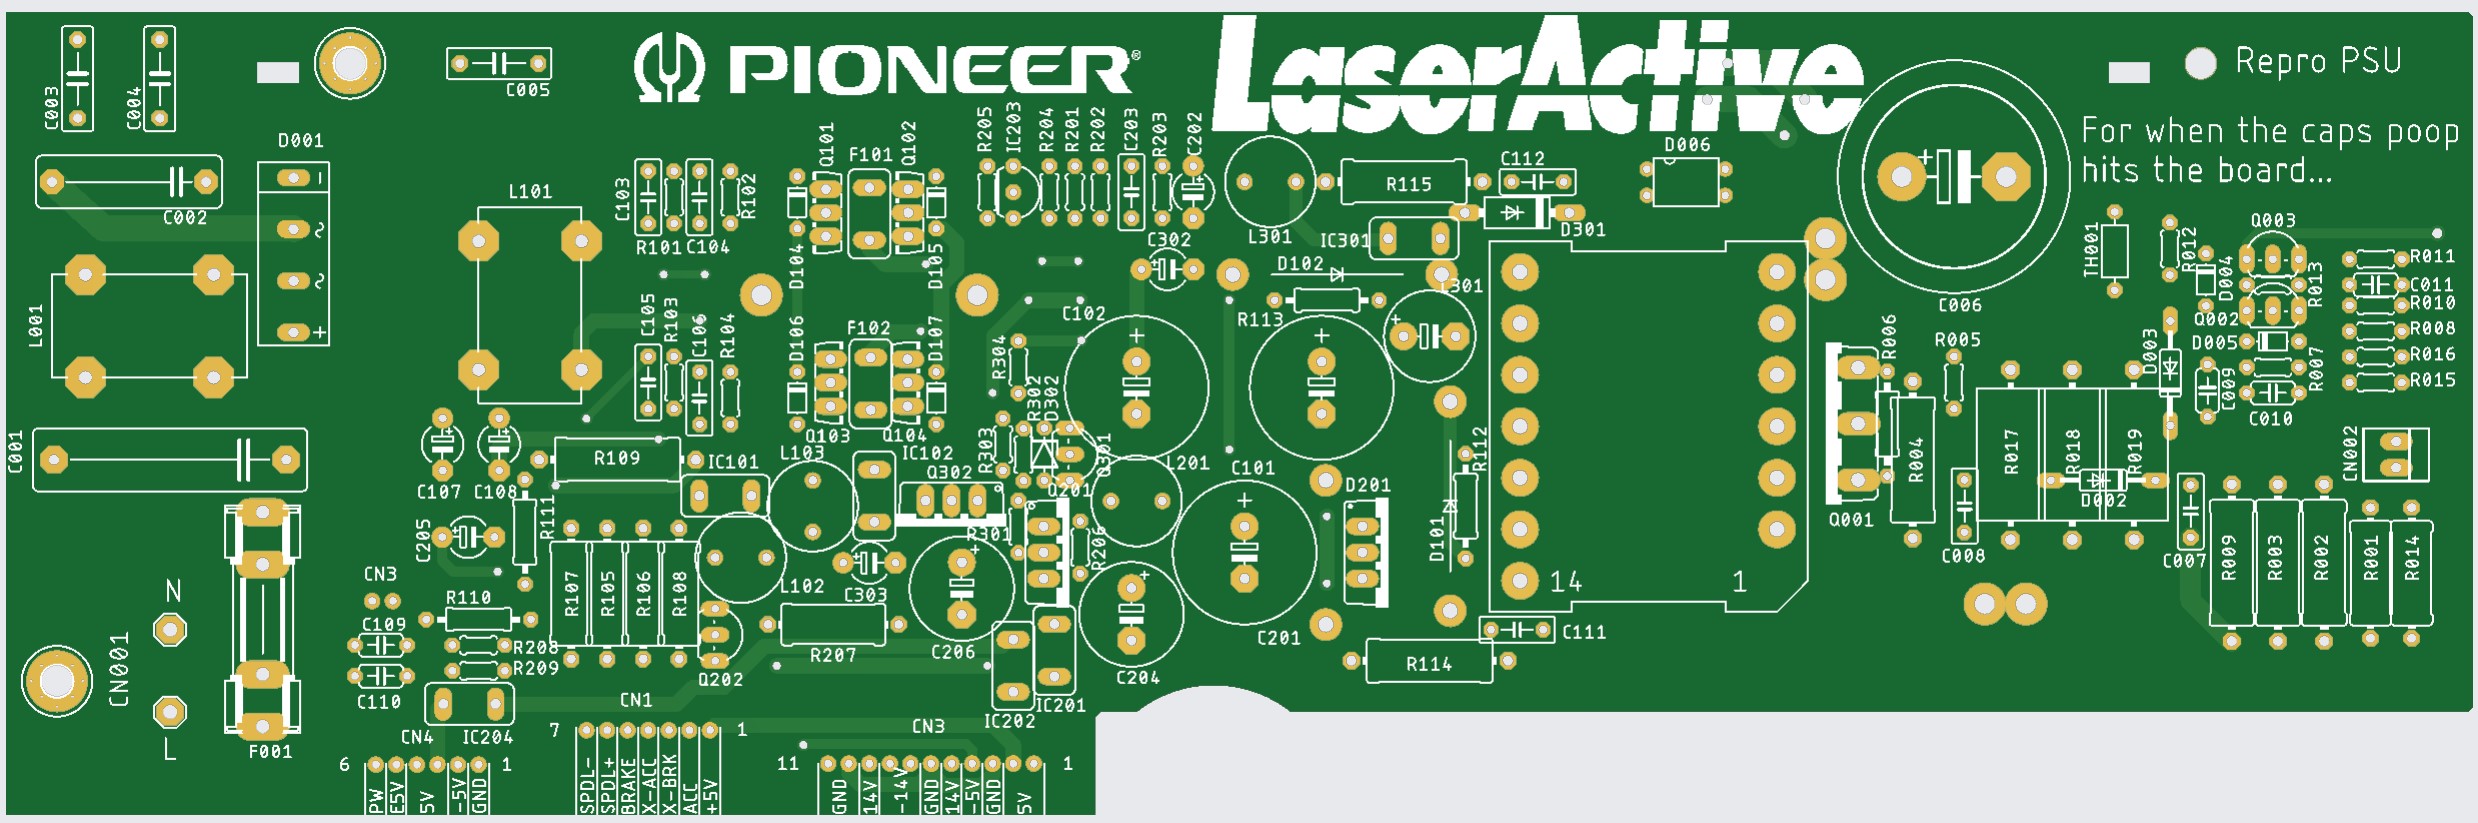 PIONEER®
LaserActive
Repro PSU
For when the caps poop
hits the board...
C003
C004
C005
D001
C002
L101
L001
C001
N
CN001
L
F001
C103
R101
C104
R102
Q101
F101
Q102
D104
D105
C105
R103
C106
R104
D106
F102
D107
Q103
Q104
IC102
R205
IC203
R204
R201
R202
C203
R203
C202
L301
R115
C112
D006
IC301
D301
C302
D102
R113
C102
C301
C006
TH001
R012
Q003
D004
R013
R011
C011
R010
R008
R016
R015
Q002
D005
R007
C009
C010
D003
R005
R006
R004
Q001
R017
R018
R019
D002
CN002
C008
C007
R009
R003
R002
R001
R014
R304
R302
D302
R303
Q301
Q302
Q201
R301
R206
L201
C101
D201
D101
R112
14
1
C107
C108
R109
IC101
L103
R111
C205
CN3
R110
C109
R208
R209
C110
R107
R105
R106
R108
L102
C303
R207
Q202
C206
C204
C201
C111
R114
IC202
IC201
IC204
CN4
CN1
CN3
6
1
PW
E5V
5V
-5V
GND
7
1
SPDL-
SPDL+
BRAKE
X-ACC
X-BRK
ACC
+5V
11
1
GND
14V
-14V
GND
14V
-5V
GND
5V